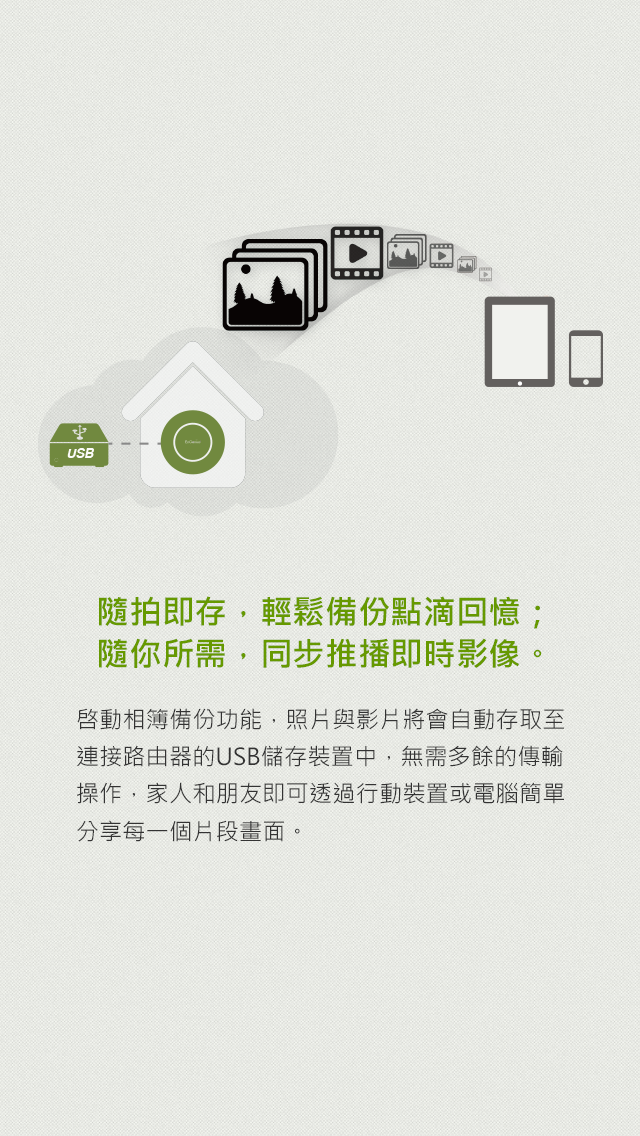 USB
隨拍即存，輕鬆備份點滴回憶；
隨你所需，同步推播即時影像。
啓動相簿備份功能，照片與影片將會自動存取至
連接路由器的USB儲存裝置中，無需多餘的傳輸
操作，家人和朋友即可透過行動裝置或電腦簡單
分享每一個片段畫面。